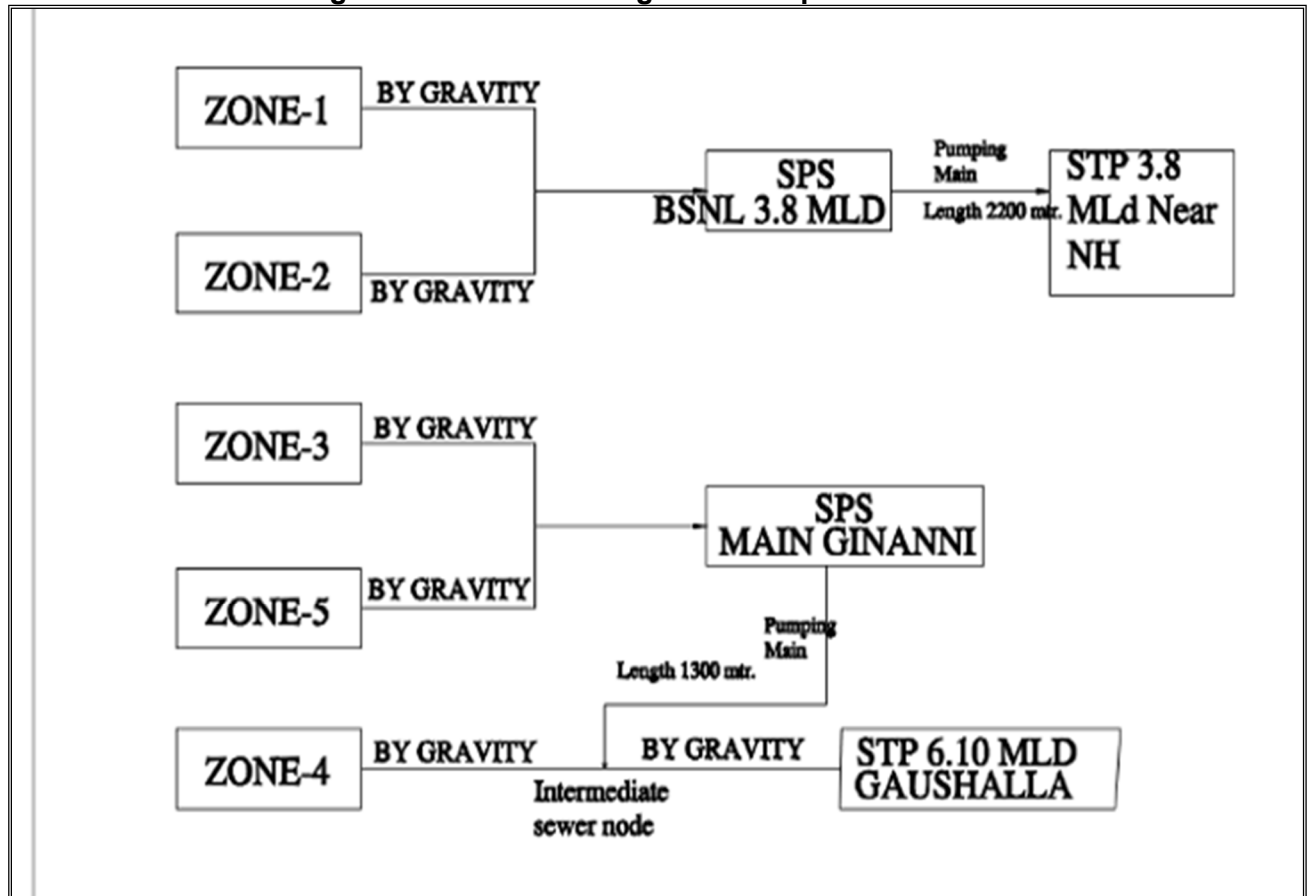 ZONE-1
BY GRAVITY
ZONE-2
BY GRAVITY
SPS
BSNL 3.8 MLD
Pumping
Main
Length 2200 mtr.
STP 3.8
MLd Near
NH
ZONE-3
BY GRAVITY
ZONE-5
BY GRAVITY
SPS
MAIN GINANNI
Pumping
Main
Length 1300 mtr.
ZONE-4
BY GRAVITY
Intermediate
sewer node
BY GRAVITY
STP 6.10 MLD
GAUSHALLA